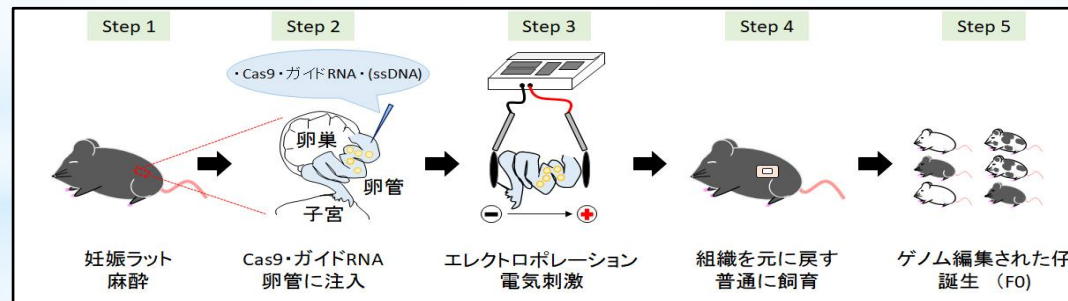 Step 1
Step 2
Step 3
Step 4
Step 5
・Cas9・ガイドRNA・(ssDNA)
卵巣
卵管
子宮
妊娠ラット
麻酔
Cas9・ガイドRNA
卵管に注入
エレクトロポレーション
電気刺激
組織を元に戻す
普通に飼育
ゲノム編集された仔
誕生 (F0)